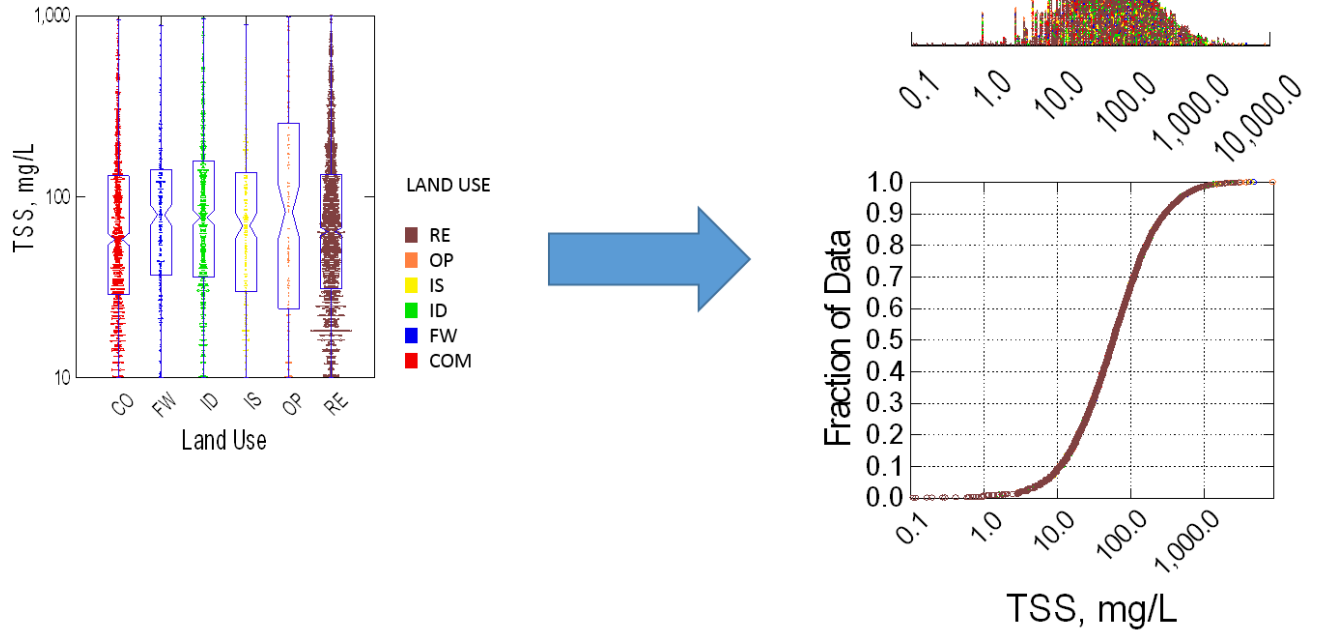 1,000
100
10
TSS, mg/L
CO
FW
ID
IS
OP
RE
Land Use
LAND USE
RE
OP
IS
ID
FW
COM
0.1
1.0
10.0
100.0
1,000.0
10,000.0
1.0
0.9
0.8
0.7
0.6
0.5
0.4
0.3
0.2
0.1
0.0
Fraction of Data
0.1
1.0
10.0
100.0
1,000.0
TSS, mg/L